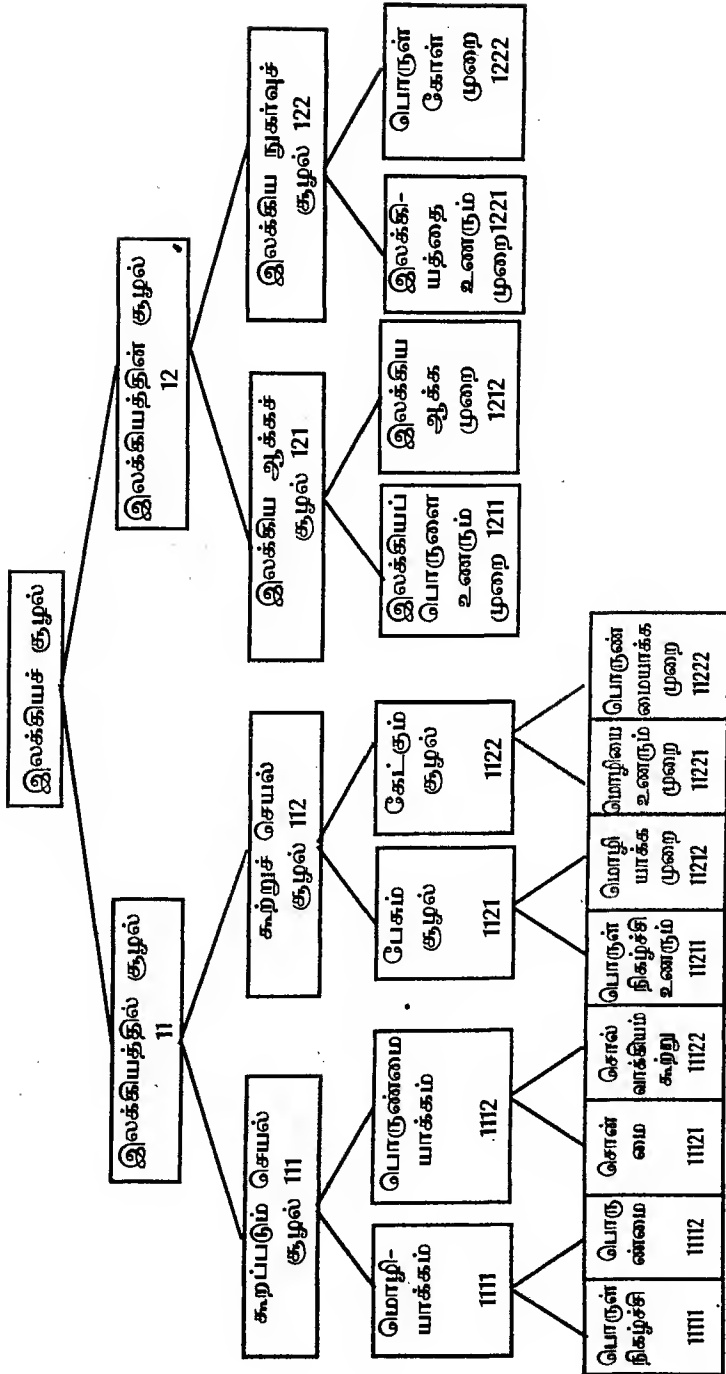 இலக்கியச் சூழல்
இலக்கியத்தில் சூழல்
11
இலக்கியத்தின் சூழல்
12
கூறப்படும் செயல்
சூழல் 111
கூற்றுச் செயல்
சூழல் 112
இலக்கிய ஆக்கச்
சூழல் 121
இலக்கிய நுகர்வுச்
சூழல் 122
மொழி-
யாக்கம்
1111
பொருண்மை
யாக்கம்
1112
பேசும்
சூழல்
1121
கேட்கும்
சூழல்
1122
இலக்கியப்
பொருளை
உணரும்
முறை 1211
இலக்கிய
ஆக்க
முறை
1212
இலக்கி-
யத்தை
உணரும்
முறை1221
பொருள்
கோள்
முறை
1222
பொருள்
நிகழ்ச்சி
11111
பொரு
ண்மை
11112
சொன்
மை
11121
சொல்
வாக்கியம்
கூற்று
11122
பொருள்
நிகழ்ச்சி
உணரும்
11211
மொழி
யாக்க
முறை
11212
மொழியை
உணரும்
முறை
11221
பொருண்
மையாக்க
முறை
11222